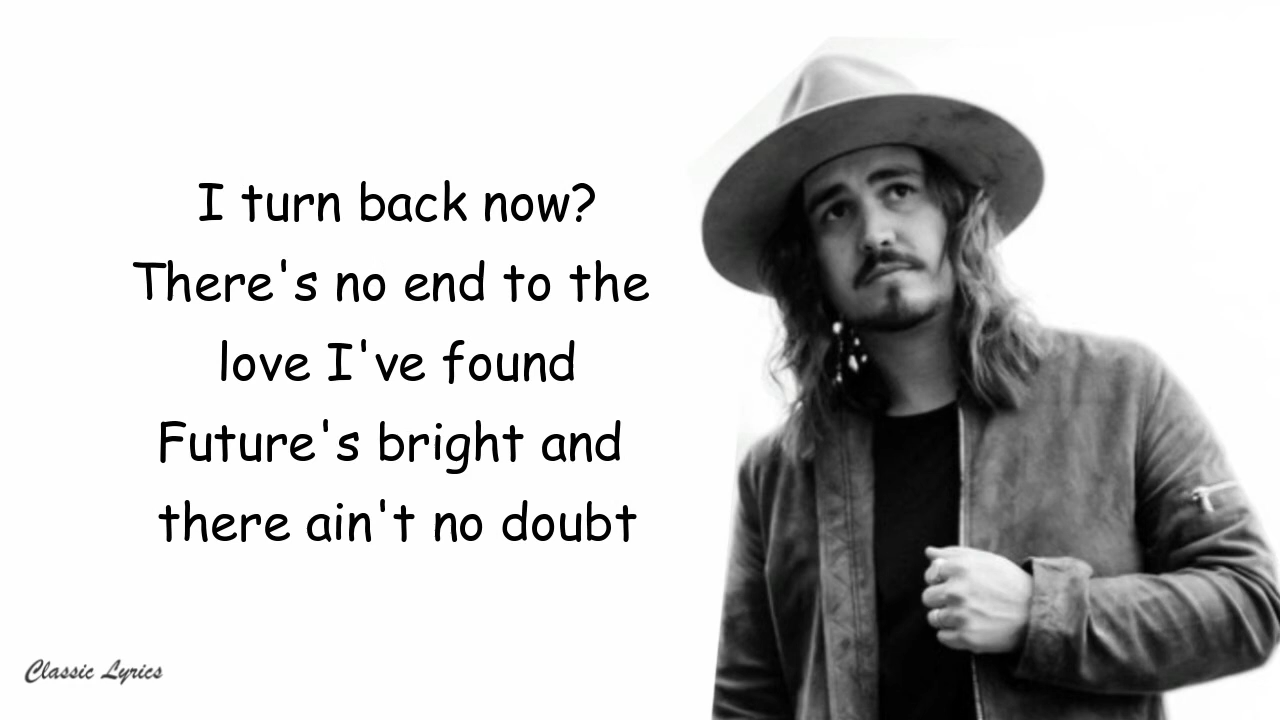 I turn back now?
There's no end to the
love I've found
Future's bright and
there ain't no doubt
Classic Lyrics